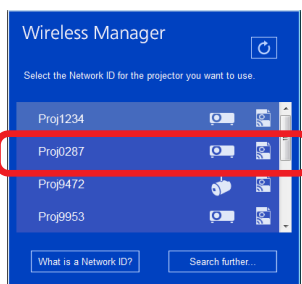 Wireless Manager
Select the Network ID for the projector you want to use.
Proj1234
Proj0287
Proj9472
Proj9953
What is a Network ID? Search further...